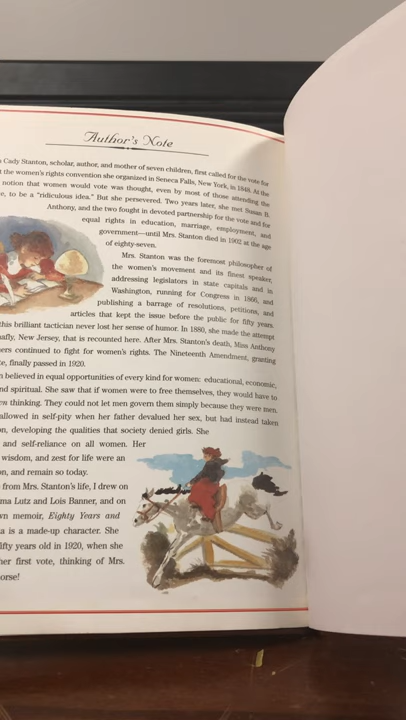 Author's Note
Cady Stanton, scholar, author, and mother of seven children, first called for the vote for
the women's rights convention she organized in Seneca Falls, New York, in 1848. At the
notion that women would vote was thought, even by most of those attending the
to be a "ridiculous idea." But she persevered. Two years later, she met Susan B.
Anthony, and the two fought in devoted partnership for the vote and for
equal rights in education, marriage, employment, and
government—until Mrs. Stanton died in 1902 at the age
of eighty-seven.
Mrs. Stanton was the foremost philosopher of
the women's movement and its finest speaker,
addressing legislators in state capitals and in
Washington, running for Congress in 1866, and
publishing a barrage of resolutions, petitions, and
articles that kept the issue before the public for fifty years.
this brilliant tactician never lost her sense of humor. In 1880, she made the attempt
afly, New Jersey, that is recounted here. After Mrs. Stanton's death, Miss Anthony
ers continued to fight for women's rights. The Nineteenth Amendment, granting
te, finally passed in 1920.
n believed in equal opportunities of every kind for women: educational, economic,
nd spiritual. She saw that if women were to free themselves, they would have to
wn thinking. They could not let men govern them simply because they were men.
allowed in self-pity when her father devalued her sex, but had instead taken
on, developing the qualities that society denied girls. She
and self-reliance on all women. Her
wisdom, and zest for life were an
on, and remain so today.
from Mrs. Stanton's life, I drew on
ma Lutz and Lois Banner, and on
wn memoir, Eighty Years and
a is a made-up character. She
fifty years old in 1920, when she
her first vote, thinking of Mrs.
orse!